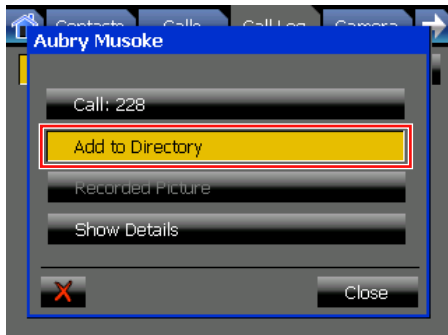 Contacts Calls Call Log Camera
Aubry Musoke
Call: 228
Add to Directory
Recorded Picture
Show Details
Close